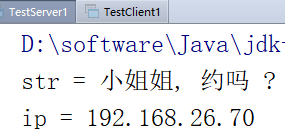 TestServer1 TestClient1
D:\software\Java\jdk-
str = 小姐姐, 约吗 ?
ip = 192.168.26.70